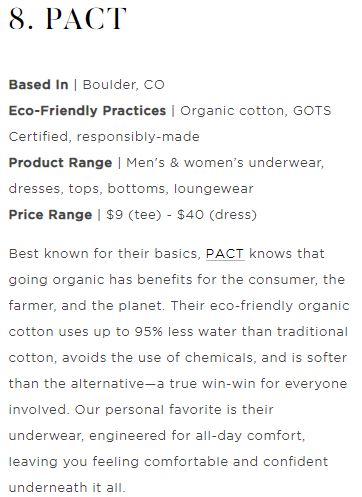 8. PACT
Based In | Boulder, CO
Eco-Friendly Practices | Organic cotton, GOTS
Certified, responsibly-made
Product Range | Men's & women's underwear,
dresses, tops, bottoms, loungewear
Price Range | $9 (tee) - $40 (dress)
Best known for their basics, PACT knows that
going organic has benefits for the consumer, the
farmer, and the planet. Their eco-friendly organic
cotton uses up to 95% less water than traditional
cotton, avoids the use of chemicals, and is softer
than the alternative—a true win-win for everyone
involved. Our personal favorite is their
underwear, engineered for all-day comfort,
leaving you feeling comfortable and confident
underneath it all.